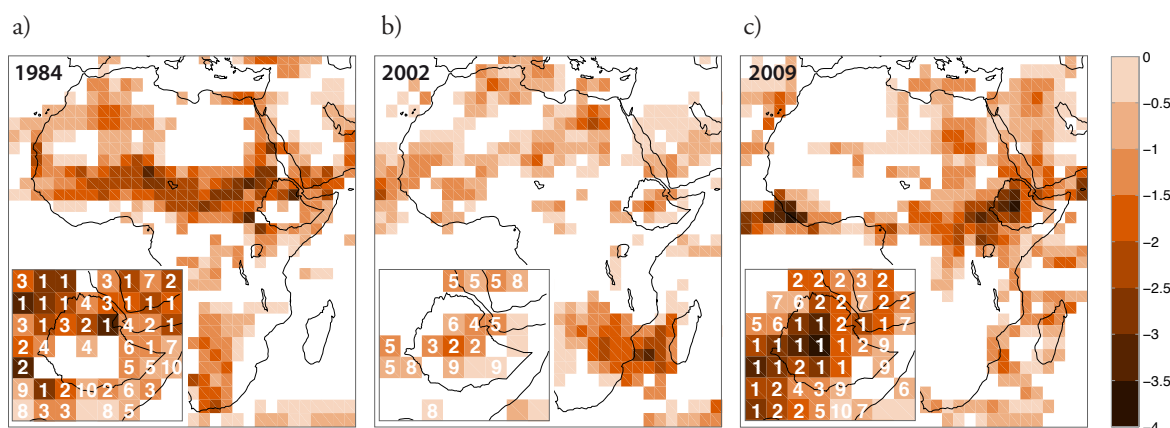 a)
b)
c)
1984
2002
2009
0
−0.5
−1
−1.5
−2
−2.5
−3
−3.5
−4
3 1 1 3 1 7 2
1 1 1 4 3 1 1 1
3 1 3 2 1 4 2 1
2 4 4 6 1 7
2 5 5 10
9 1 2 10 2 6 3
8 3 3 8 5
5 5 5 8
6 4 5
5 3 2 2
5 8 9 9
8
2 2 2 3 2
7 6 2 2 7 2 2
5 6 1 1 2 1 1 7
1 1 1 1 1 2 9
1 1 2 1 1 9
1 2 4 3 9 6
1 2 2 5 10 7